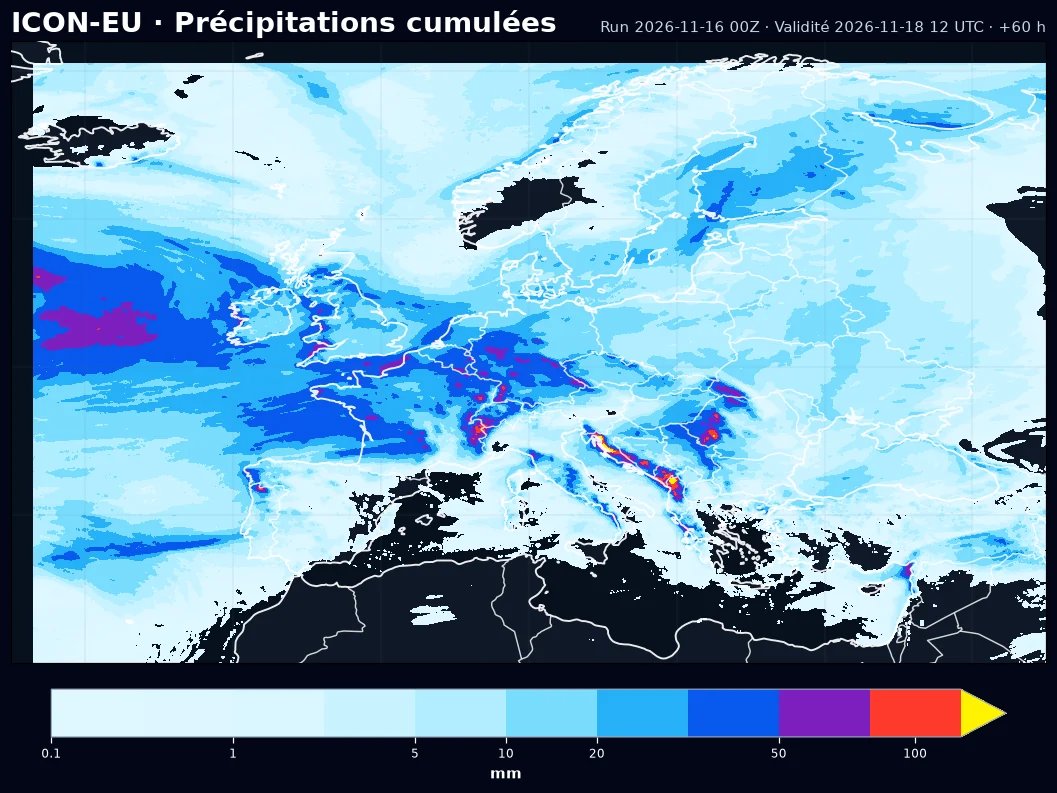 ICON-EU · Précipitations cumulées
Run 2026-11-16 00Z · Validité 2026-11-18 12 UTC · +60 h
0.1 1 5 10 20 50 100
mm